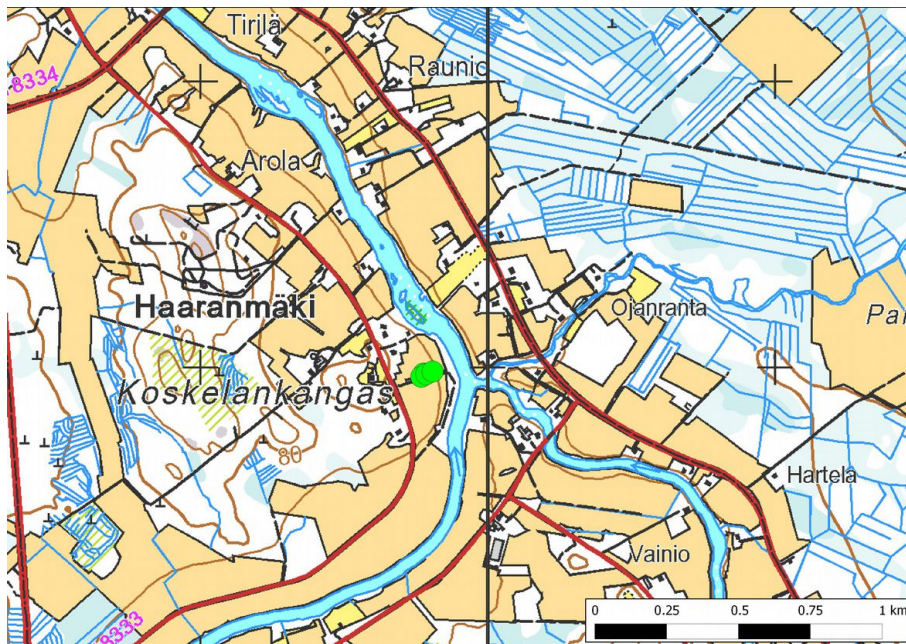 Tirilä
Raunio
8334
Arola
Haaranmäki
Ojanranta
Pa
Koskelankangas
80
Hartela
Vainio
8333
0 0.25 0.5 0.75 1 km